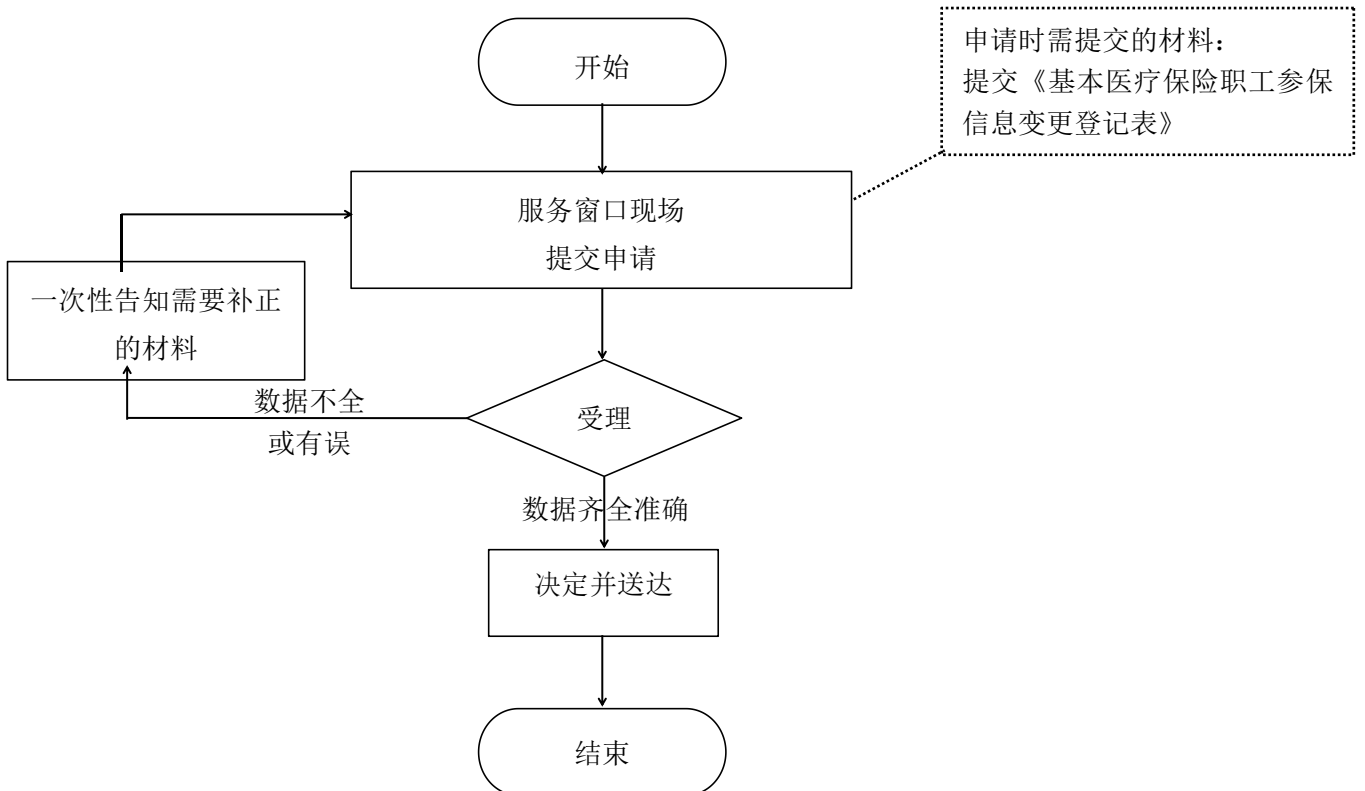 开始
申请时需提交的材料：
提交《基本医疗保险职工参保
信息变更登记表》
服务窗口现场
提交申请
一次性告知需要补正
的材料
数据不全
或有误
受理
数据齐全准确
决定并送达
结束